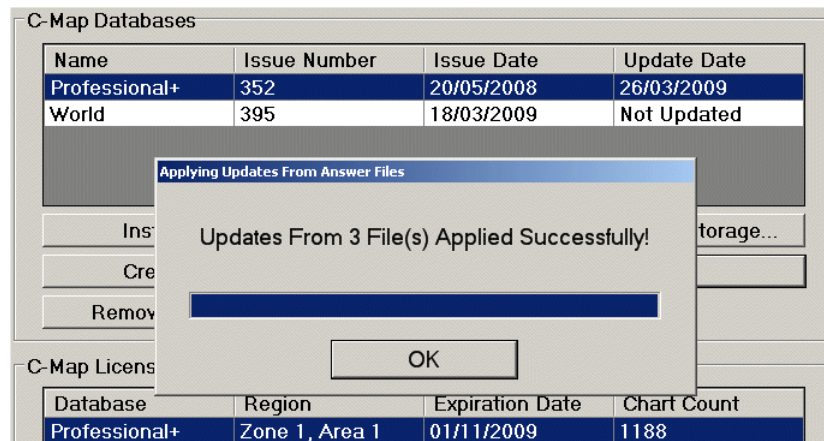 C-Map Databases
Name Issue Number Issue Date Update Date
Professional+ 352 20/05/2008 26/03/2009
World 395 18/03/2009 Not Updated
Applying Updates From Answer Files
Updates From 3 File(s) Applied Successfully!
OK
C-Map Licens
Database Region Expiration Date Chart Count
Professional+ Zone 1, Area 1 01/11/2009 1188